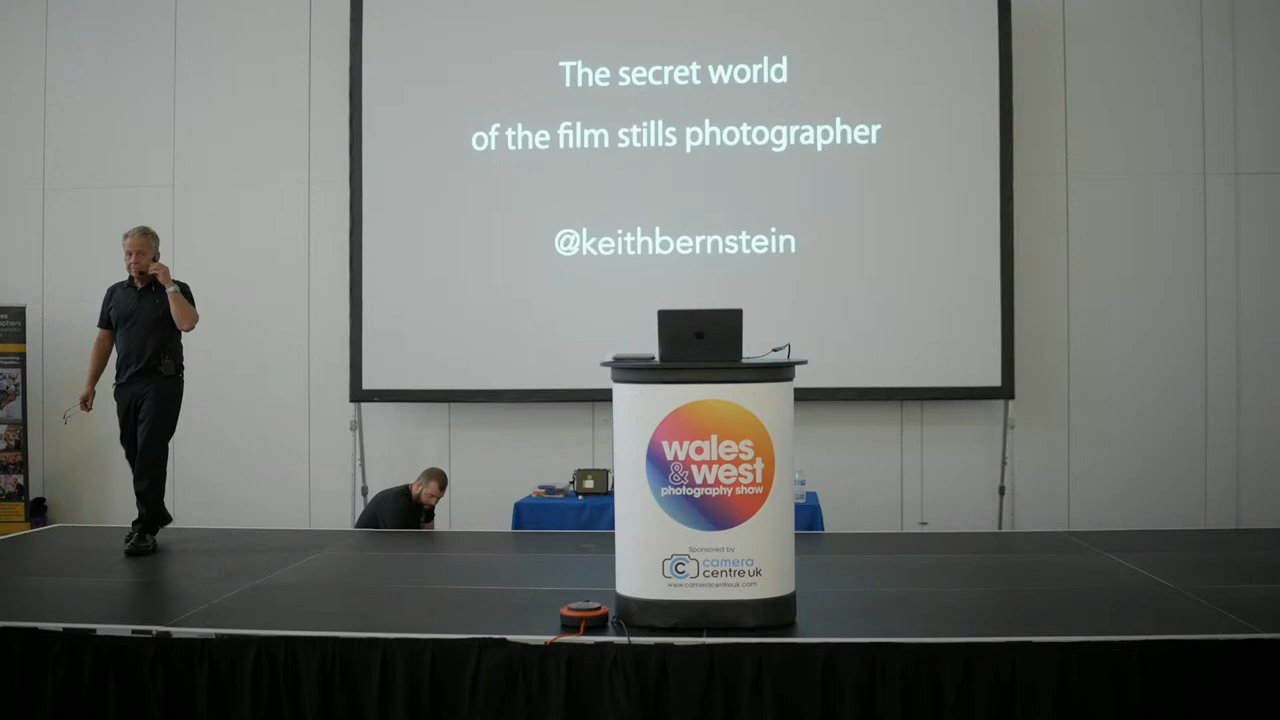 The secret world
of the film stills photographer
@keithbernstein
wales
& west
photography show
Sponsored by
camera
centre uk
www.cameracentreuk.com